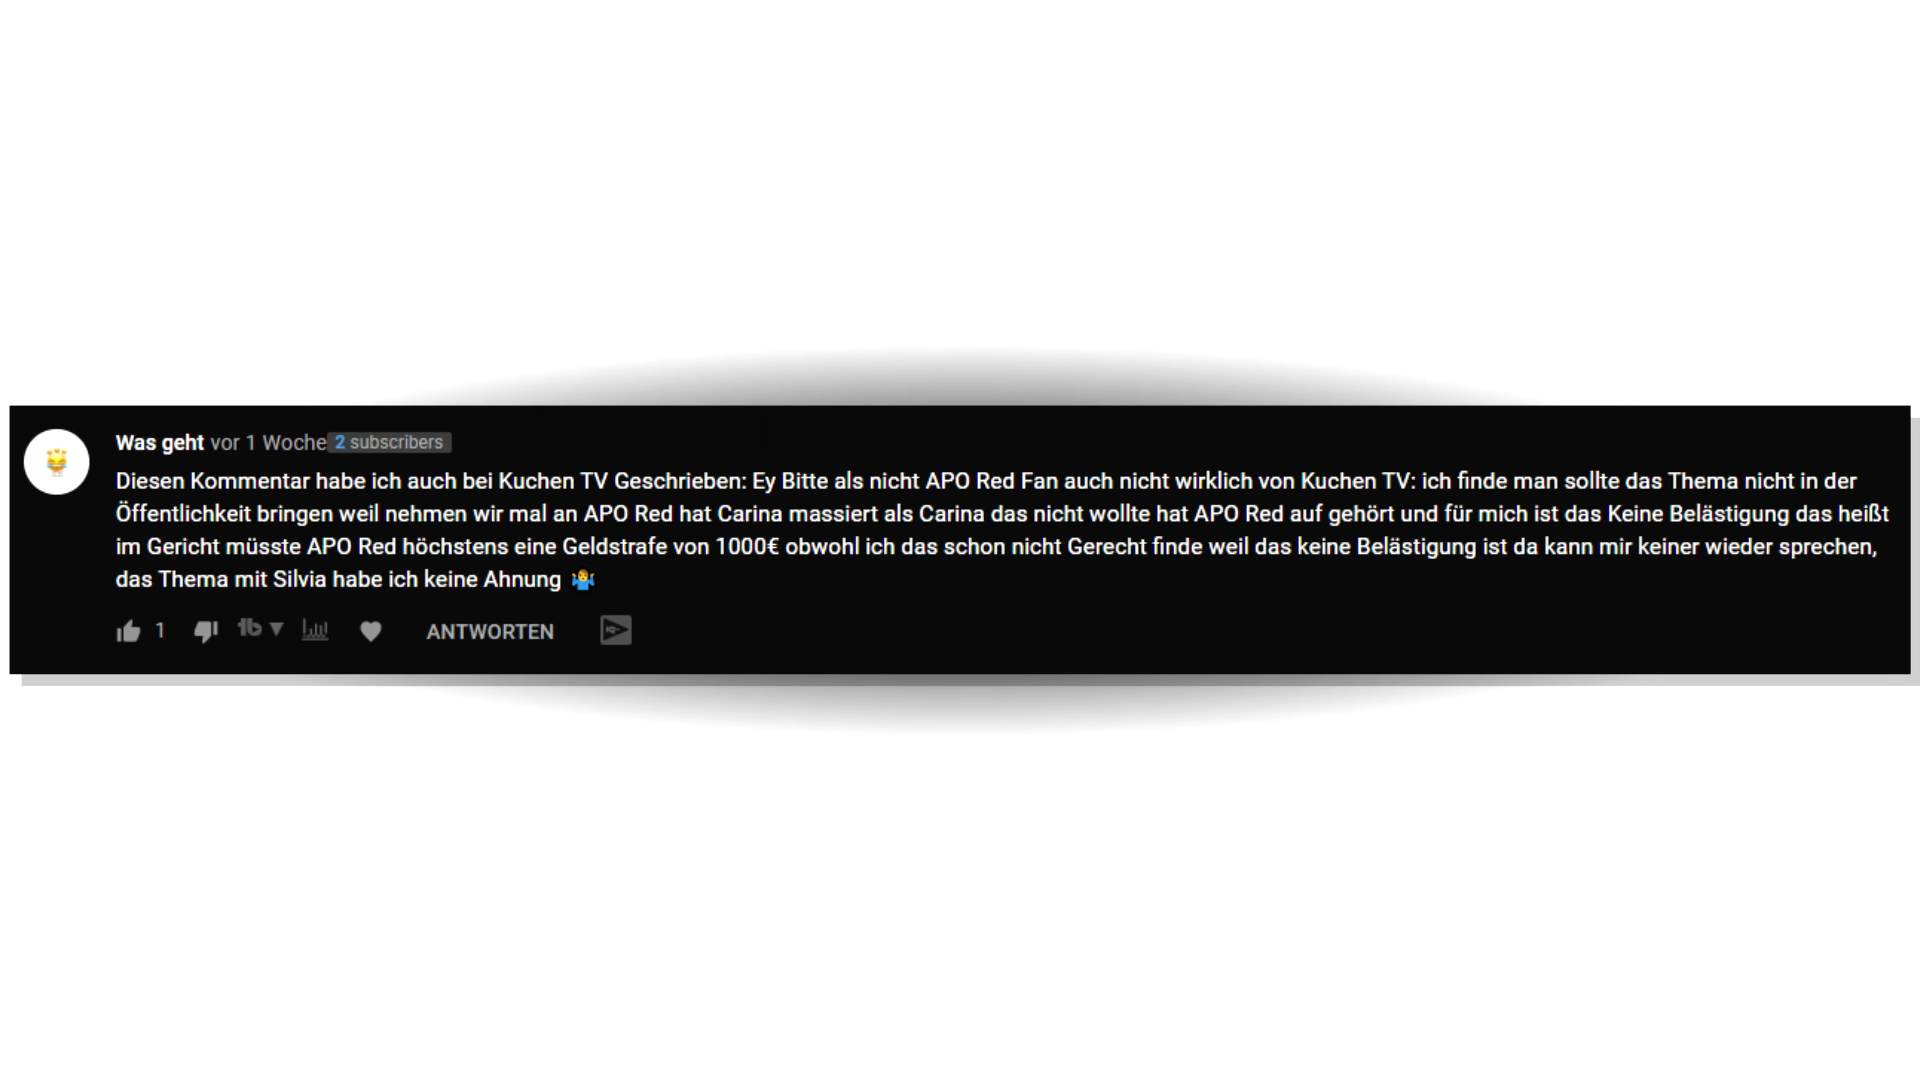 Was geht vor 1 Woche 2 subscribers
Diesen Kommentar habe ich auch bei Kuchen TV Geschrieben: Ey Bitte als nicht APO Red Fan auch nicht wirklich von Kuchen TV: ich finde man sollte das Thema nicht in der
Öffentlichkeit bringen weil nehmen wir mal an APO Red hat Carina massiert als Carina das nicht wollte hat APO Red auf gehört und für mich ist das Keine Belästigung das heißt
im Gericht müsste APO Red höchstens eine Geldstrafe von 1000€ obwohl ich das schon nicht Gerecht finde weil das keine Belästigung ist da kann mir keiner wieder sprechen,
das Thema mit Silvia habe ich keine Ahnung 🤷
1 tb ANTWORTEN